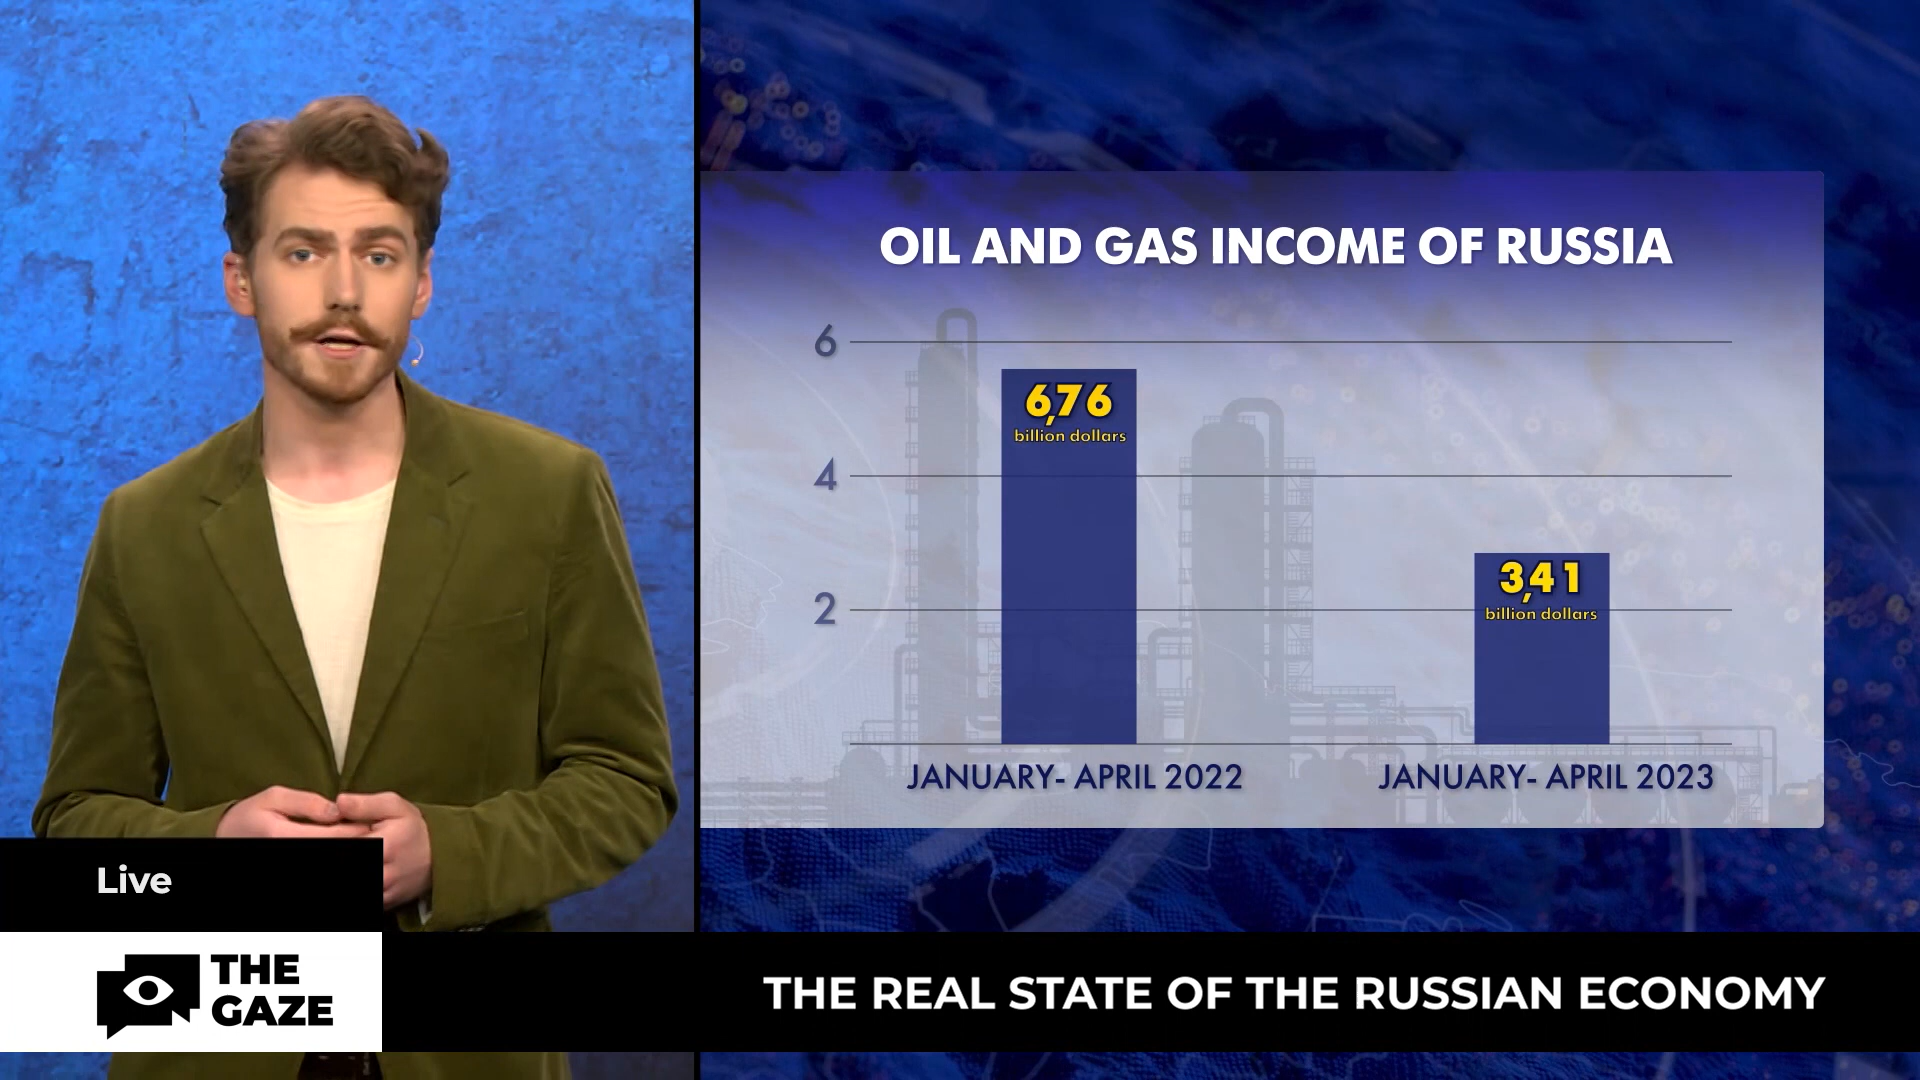 OIL AND GAS INCOME OF RUSSIA
6
6,76
billion dollars
4
3,41
billion dollars
2
JANUARY- APRIL 2022
JANUARY- APRIL 2023
Live
THE
GAZE
THE REAL STATE OF THE RUSSIAN ECONOMY